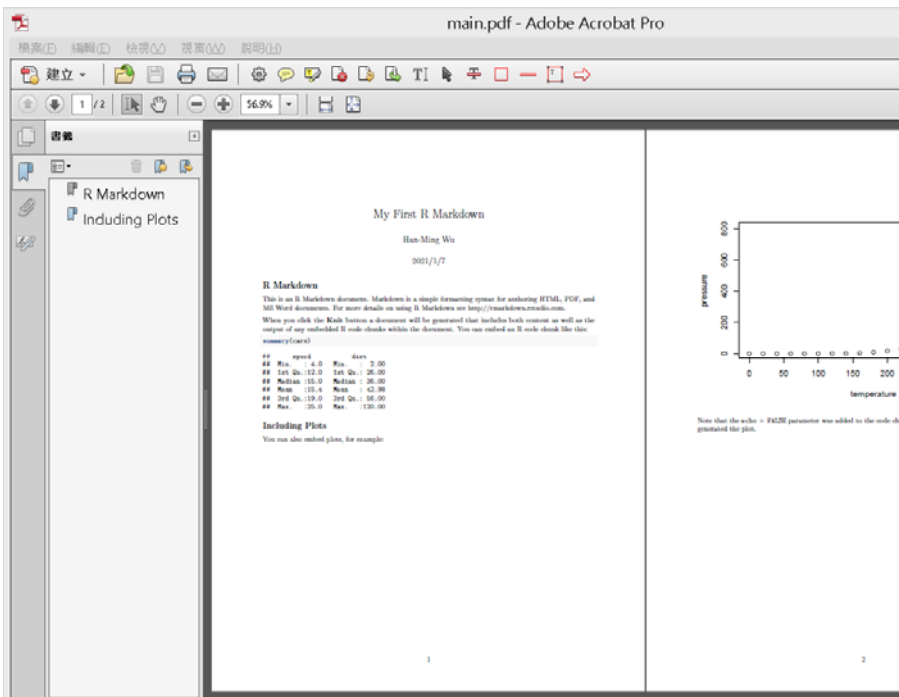 main.pdf - Adobe Acrobat Pro
檔案(F) 編輯(E) 檢視(V) 視窗(W) 說明(H)
建立
1 / 2 56.9%
書籤
R Markdown
Including Plots
My First R Markdown
Han-Ming Wu
2021/1/7
R Markdown
This is an R Markdown document. Markdown is a simple formatting syntax for authoring HTML, PDF, and
MS Word documents. For more details on using R Markdown see http://rmarkdown.rstudio.com.
When you click the Knit button a document will be generated that includes both content as well as the
output of any embedded R code chunks within the document. You can embed an R code chunk like this:
summary(cars)
## speed dist
## Min. : 4.0 Min. : 2.00
## 1st Qu.:12.0 1st Qu.: 26.00
## Median :15.0 Median : 36.00
## Mean :15.4 Mean : 42.98
## 3rd Qu.:19.0 3rd Qu.: 56.00
## Max. :25.0 Max. :120.00
Including Plots
You can also embed plots, for example:
1
pressure
800
600
400
200
0
0 50 100 150 200
temperature
Note that the echo = FALSE parameter was added to the code
generated the plot.
2